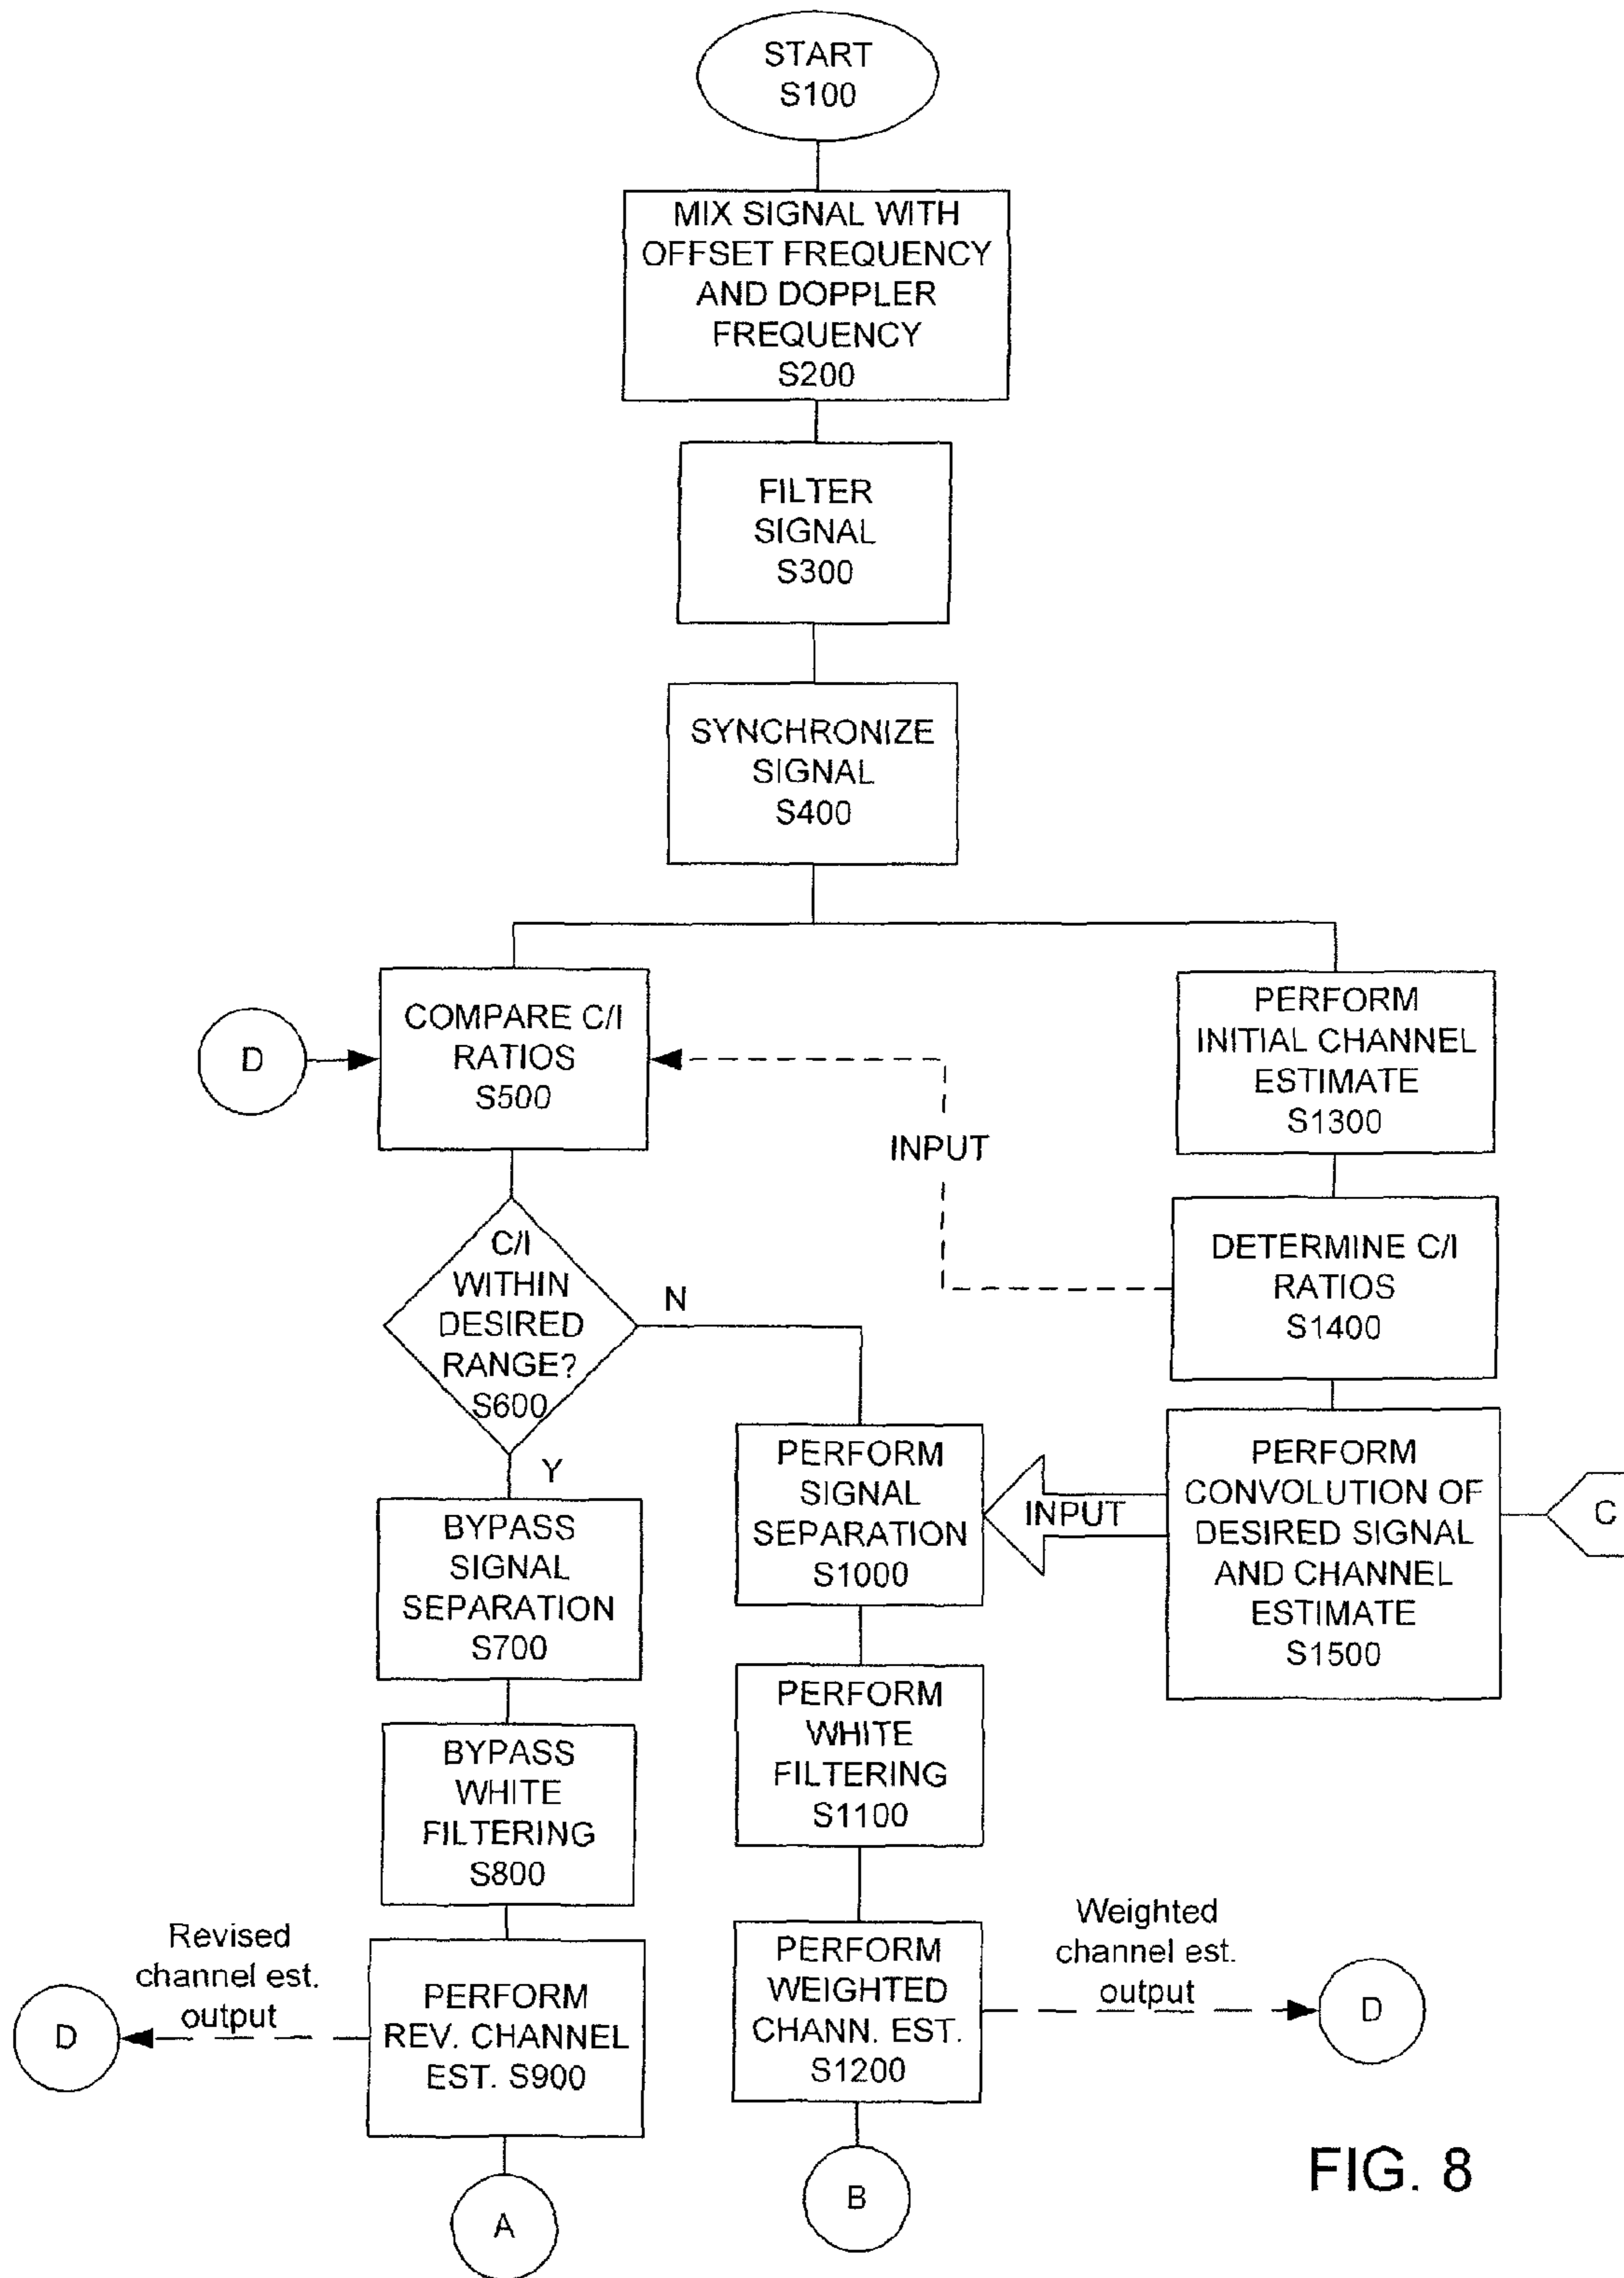 START
S100
MIX SIGNAL WITH
OFFSET FREQUENCY
AND DOPPLER
FREQUENCY
S200
FILTER
SIGNAL
S300
SYNCHRONIZE
SIGNAL
S400
D
COMPARE C/I
RATIOS
S500
PERFORM
INITIAL CHANNEL
ESTIMATE
S1300
INPUT
DETERMINE C/I
RATIOS
S1400
C/I
WITHIN
DESIRED
RANGE?
S600
N
Y
PERFORM
SIGNAL
SEPARATION
S1000
INPUT
PERFORM
CONVOLUTION OF
DESIRED SIGNAL
AND CHANNEL
ESTIMATE
S1500
C
BYPASS
SIGNAL
SEPARATION
S700
PERFORM
WHITE
FILTERING
S1100
BYPASS
WHITE
FILTERING
S800
Revised
channel est.
output
D
PERFORM
REV. CHANNEL
EST. S900
PERFORM
WEIGHTED
CHANN. EST.
S1200
Weighted
channel est.
output
D
A
B
FIG. 8